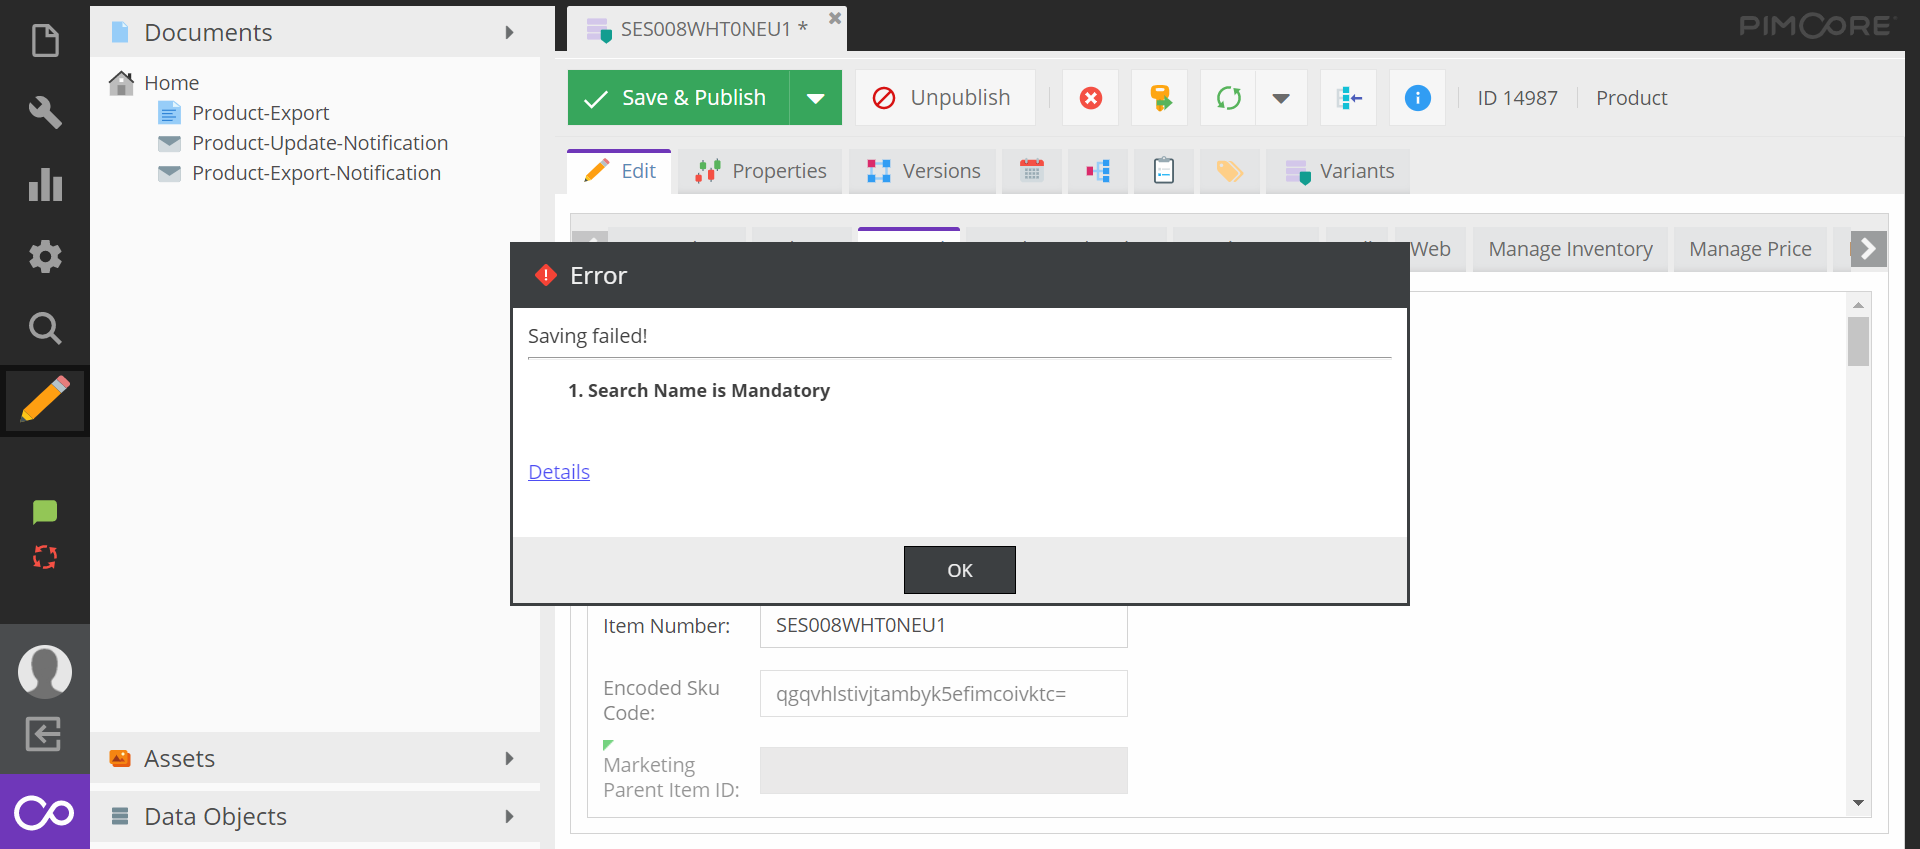 Documents
Home
Product-Export
Product-Update-Notification
Product-Export-Notification
Assets
Data Objects
SES008WHT0NEU1 *
PIMCORE
Save & Publish
Unpublish
ID 14987
Product
Edit
Properties
Versions
Variants
Web
Manage Inventory
Manage Price
Error
Saving failed!
1. Search Name is Mandatory
Details
OK
Item Number:
SES008WHT0NEU1
Encoded Sku
Code:
qgqvhlstivjtambyk5efimcoivktc=
Marketing
Parent Item ID: